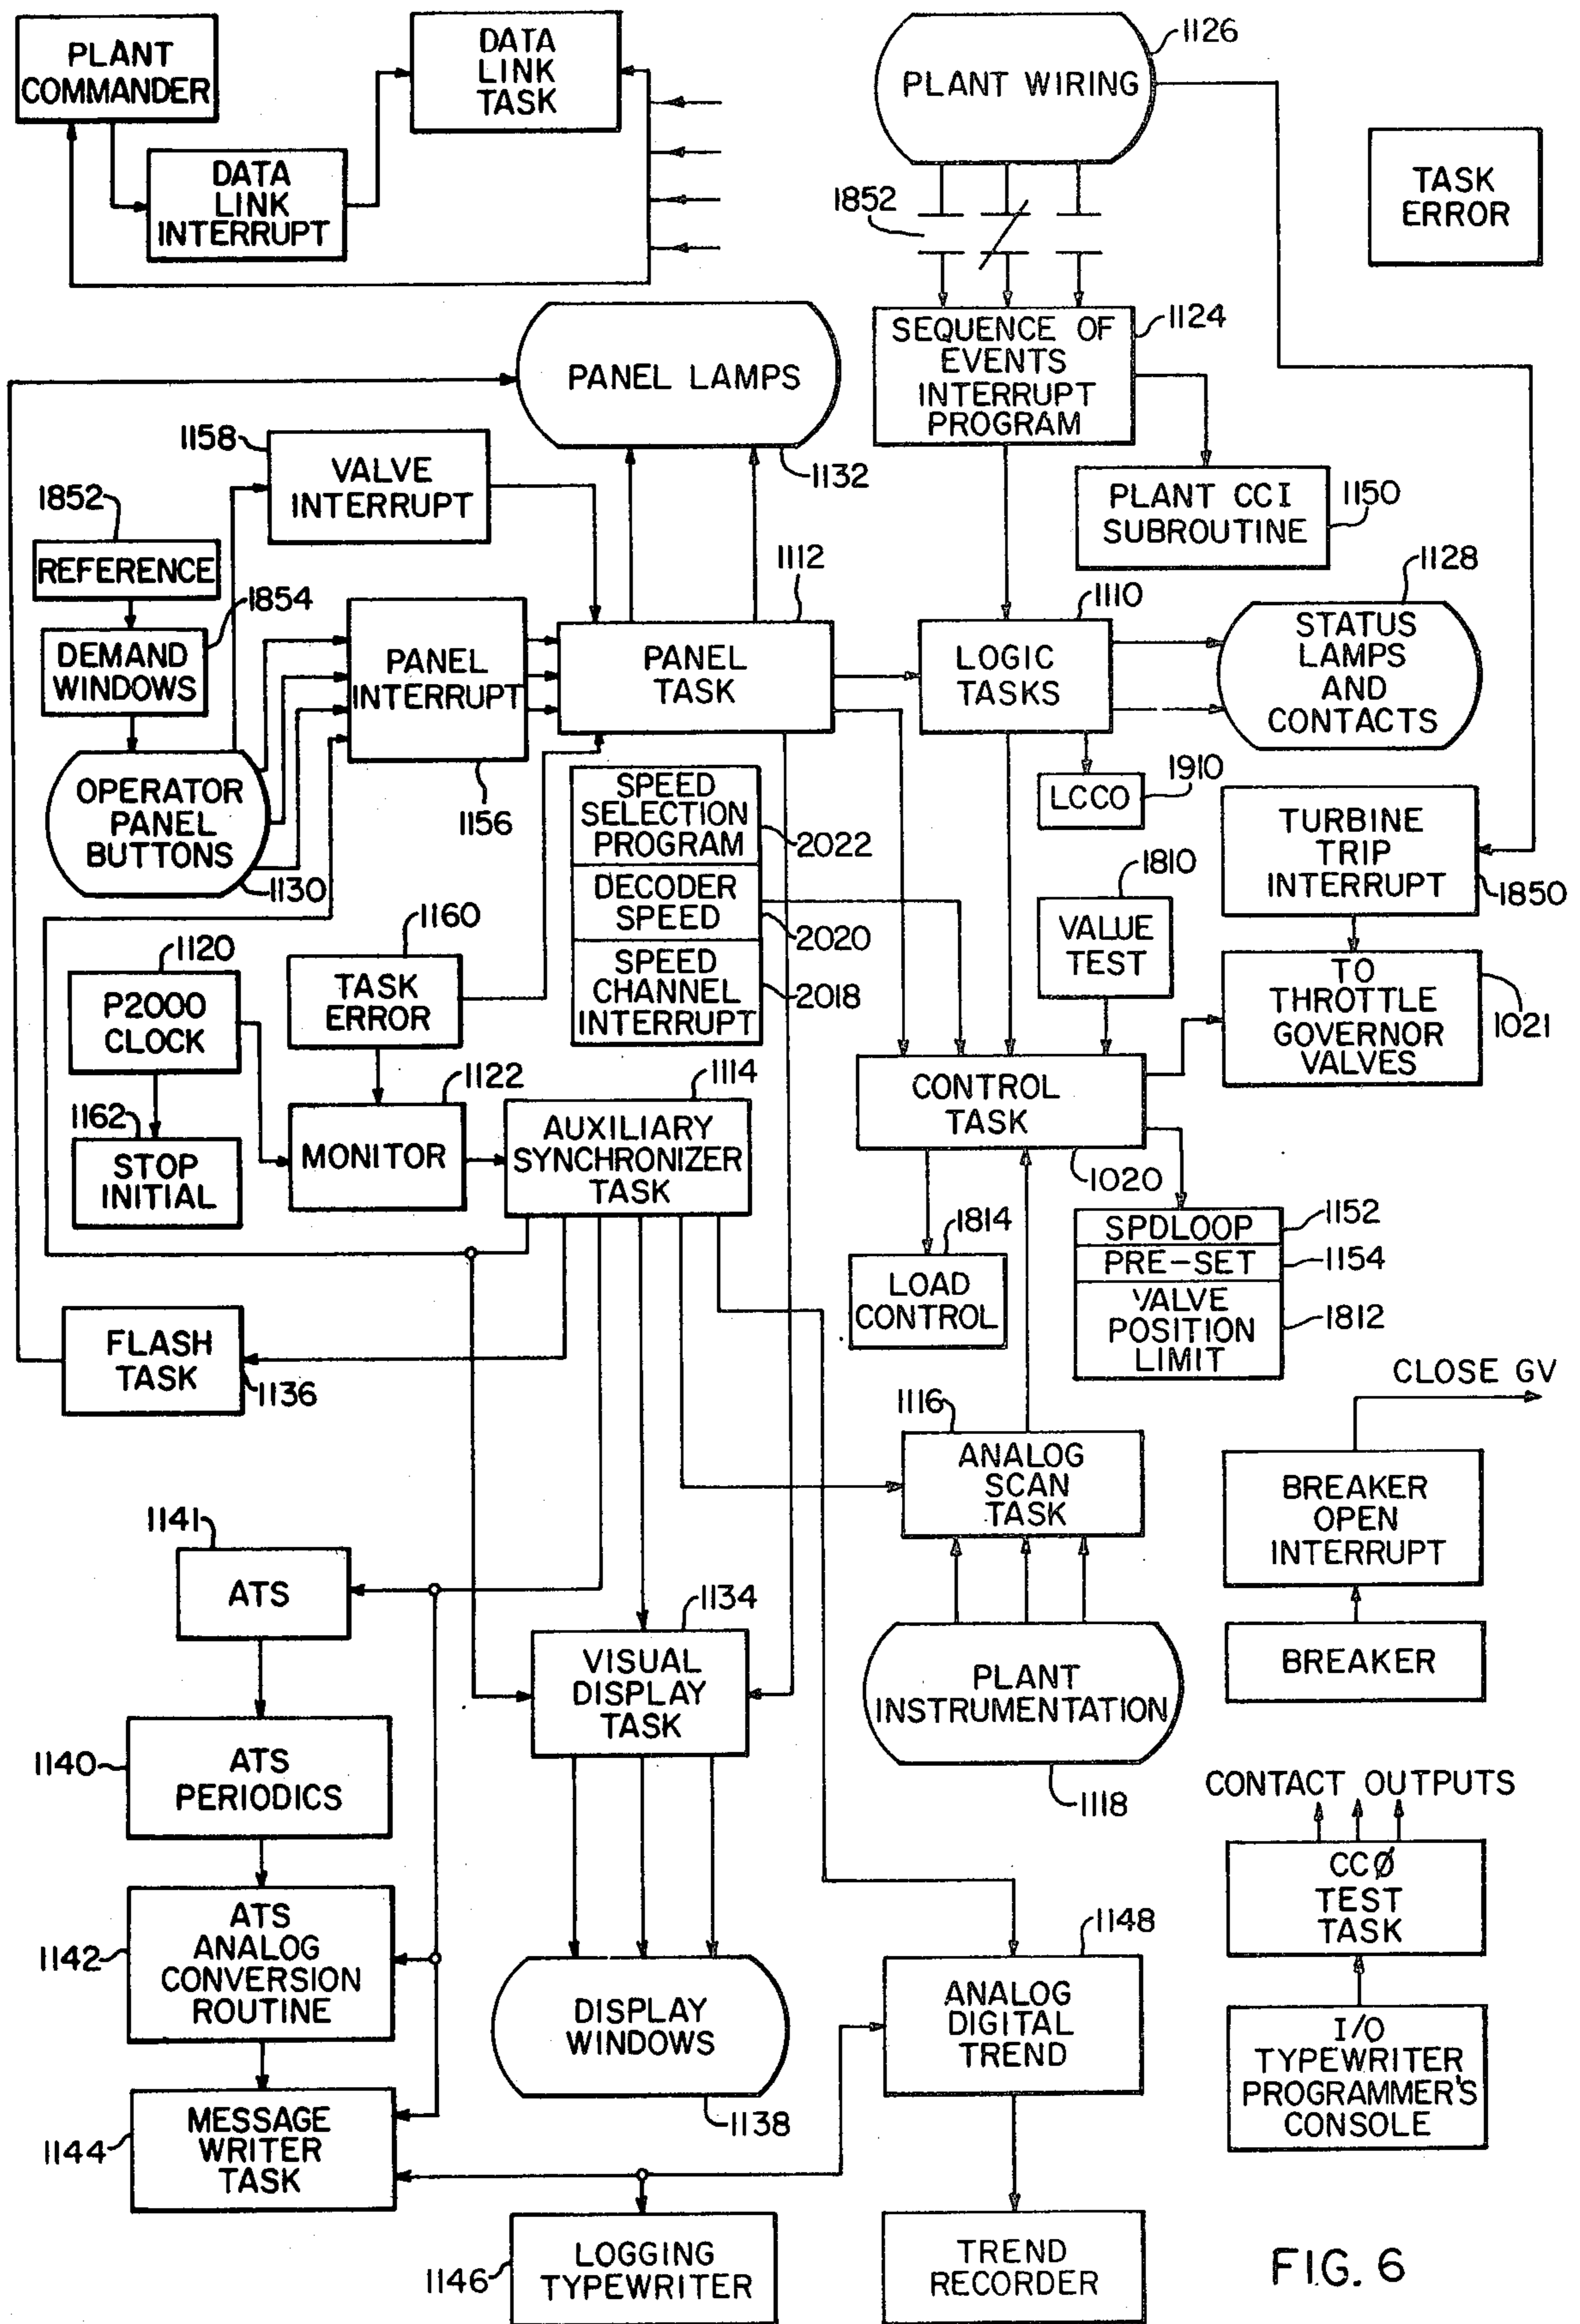 PLANT
COMMANDER
DATA
LINK
TASK
DATA
LINK
INTERRUPT
PLANT WIRING
1126
1852
TASK
ERROR
SEQUENCE OF
EVENTS
INTERRUPT
PROGRAM
1124
PANEL LAMPS
1132
1158
VALVE
INTERRUPT
PLANT CCI
SUBROUTINE
1150
1852
REFERENCE
1854
DEMAND
WINDOWS
OPERATOR
PANEL
BUTTONS
1130
PANEL
INTERRUPT
1156
1112
PANEL
TASK
1110
LOGIC
TASKS
1128
STATUS
LAMPS
AND
CONTACTS
1910
LCCO
SPEED
SELECTION
PROGRAM
2022
DECODER
SPEED
2020
SPEED
CHANNEL
INTERRUPT
2018
TURBINE
TRIP
INTERRUPT
1850
1810
VALUE
TEST
TO
THROTTLE
GOVERNOR
VALVES
1021
1120
P2000
CLOCK
1160
TASK
ERROR
1162
STOP
INITIAL
1122
MONITOR
1114
AUXILIARY
SYNCHRONIZER
TASK
CONTROL
TASK
1020
1814
LOAD
CONTROL
SPDLOOP
1152
PRE-SET
1154
VALVE
POSITION
LIMIT
1812
FLASH
TASK
1136
CLOSE GV
1116
ANALOG
SCAN
TASK
BREAKER
OPEN
INTERRUPT
BREAKER
1141
ATS
1134
VISUAL
DISPLAY
TASK
PLANT
INSTRUMENTATION
1118
1140
ATS
PERIODICS
CONTACT OUTPUTS
CCØ
TEST
TASK
1142
ATS
ANALOG
CONVERSION
ROUTINE
DISPLAY
WINDOWS
1138
1148
ANALOG
DIGITAL
TREND
I/O
TYPEWRITER
PROGRAMMER'S
CONSOLE
1144
MESSAGE
WRITER
TASK
1146
LOGGING
TYPEWRITER
TREND
RECORDER
FIG. 6